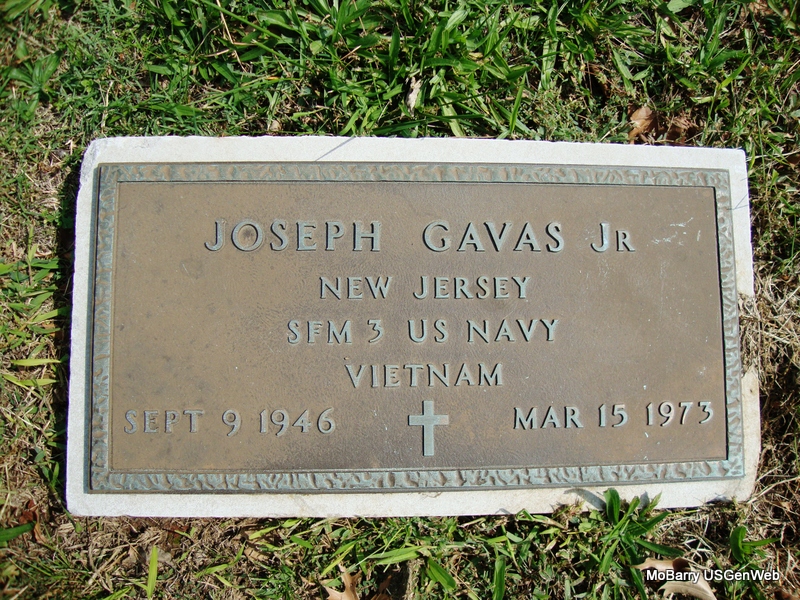 JOSEPH GAVAS JR
NEW JERSEY
SFM 3 US NAVY
VIETNAM
SEPT 9 1946 MAR 15 1973
MoBarry USGenWeb